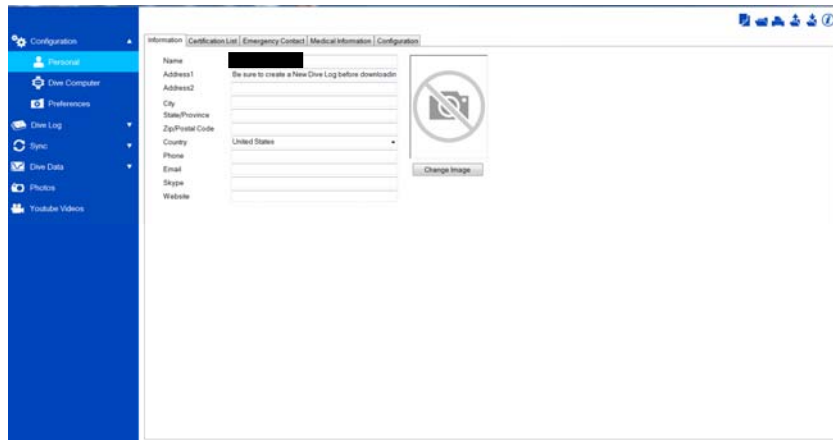 Configuration
Personal
Dive Computer
Preferences
Dive Log
Sync
Dive Data
Photos
Youtube Videos
Information Certification List Emergency Contact Medical Information Configuration
Name
Address1 Be sure to create a New Dive Log before downloadin
Address2
City
State/Province
Zip/Postal Code
Country United States
Phone
Email
Skype
Website
Change Image